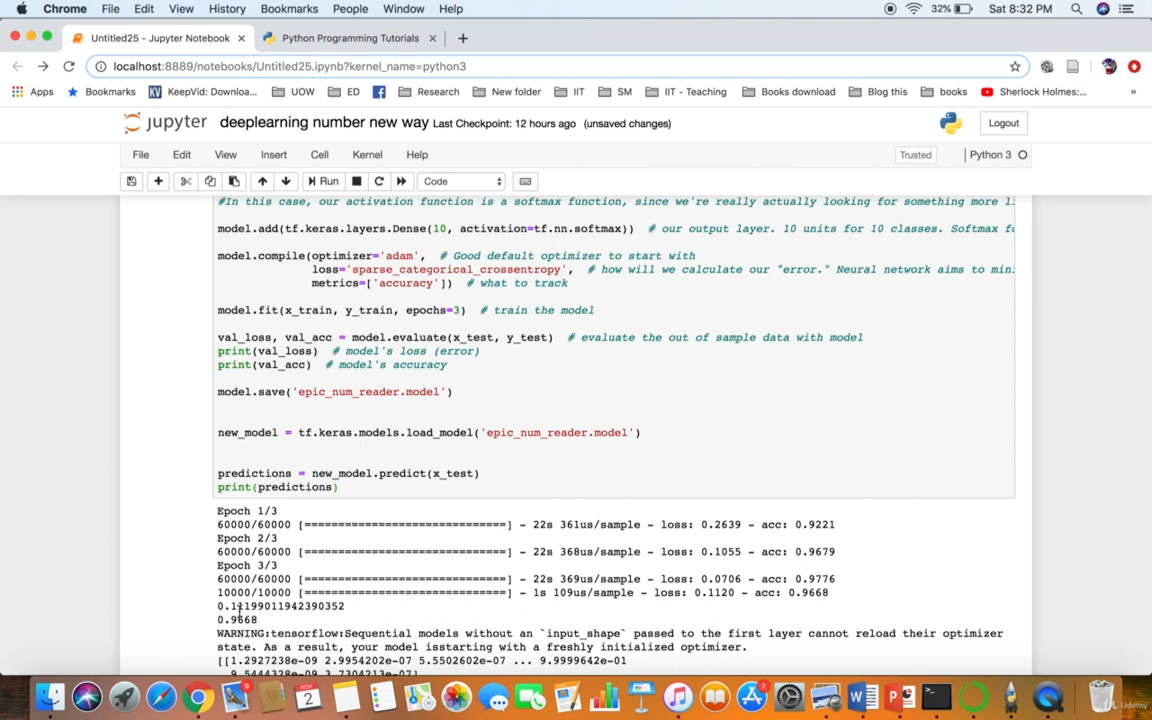 Chrome File Edit View History Bookmarks People Window Help 32% Sat 8:32 PM
Untitled25 - Jupyter Notebook Python Programming Tutorials
localhost:8889/notebooks/Untitled25.ipynb?kernel_name=python3
Apps Bookmarks KeepVid: Downloa... UOW ED Research New folder IIT SM IIT - Teaching Books download Blog this books Sherlock Holmes:... »
jupyter deeplearning number new way Last Checkpoint: 12 hours ago (unsaved changes) Logout
File Edit View Insert Cell Kernel Help Trusted Python 3
Run Code
#In this case, our activation function is a softmax function, since we're really actually looking for something more li
model.add(tf.keras.layers.Dense(10, activation=tf.nn.softmax)) # our output layer. 10 units for 10 classes. Softmax fo
model.compile(optimizer='adam', # Good default optimizer to start with
loss='sparse_categorical_crossentropy', # how will we calculate our "error." Neural network aims to mini
metrics=['accuracy']) # what to track
model.fit(x_train, y_train, epochs=3) # train the model
val_loss, val_acc = model.evaluate(x_test, y_test) # evaluate the out of sample data with model
print(val_loss) # model's loss (error)
print(val_acc) # model's accuracy
model.save('epic_num_reader.model')
new_model = tf.keras.models.load_model('epic_num_reader.model')
predictions = new_model.predict(x_test)
print(predictions)
Epoch 1/3
60000/60000 [==============================] - 22s 361us/sample - loss: 0.2639 - acc: 0.9221
Epoch 2/3
60000/60000 [==============================] - 22s 368us/sample - loss: 0.1055 - acc: 0.9679
Epoch 3/3
60000/60000 [==============================] - 22s 369us/sample - loss: 0.0706 - acc: 0.9776
10000/10000 [==============================] - 1s 109us/sample - loss: 0.1120 - acc: 0.9668
0.11199011942390352
0.9668
WARNING:tensorflow:Sequential models without an `input_shape` passed to the first layer cannot reload their optimizer
state. As a result, your model isstarting with a freshly initialized optimizer.
[[1.2927238e-09 2.9954202e-07 5.5502602e-07 ... 9.9999642e-01
Udemy